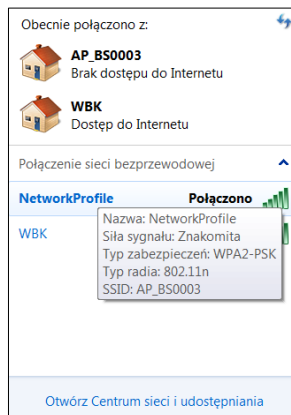 Obecnie połączono z:
AP_BS0003
Brak dostępu do Internetu
WBK
Dostęp do Internetu
Połączenie sieci bezprzewodowej
NetworkProfile Połączono
Nazwa: NetworkProfile
WBK
Siła sygnału: Znakomita
Typ zabezpieczeń: WPA2-PSK
Typ radia: 802.11n
SSID: AP_BS0003
Otwórz Centrum sieci i udostępniania